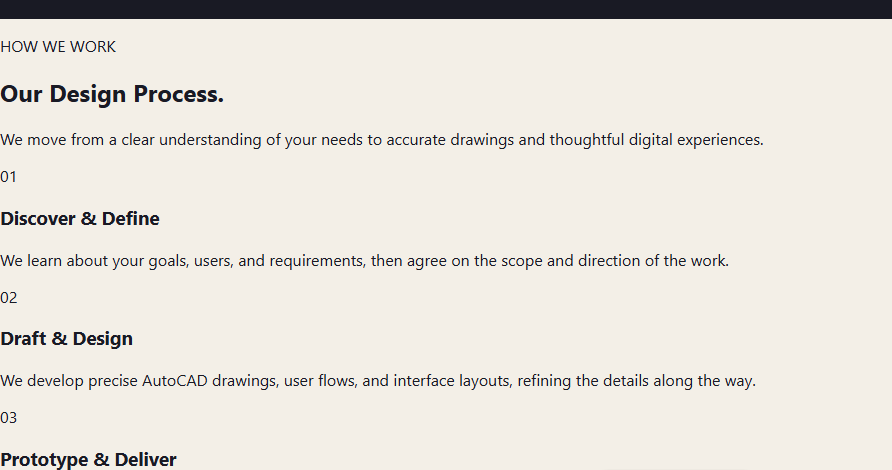 HOW WE WORK
Our Design Process.
We move from a clear understanding of your needs to accurate drawings and thoughtful digital experiences.
01
Discover & Define
We learn about your goals, users, and requirements, then agree on the scope and direction of the work.
02
Draft & Design
We develop precise AutoCAD drawings, user flows, and interface layouts, refining the details along the way.
03
Prototype & Deliver